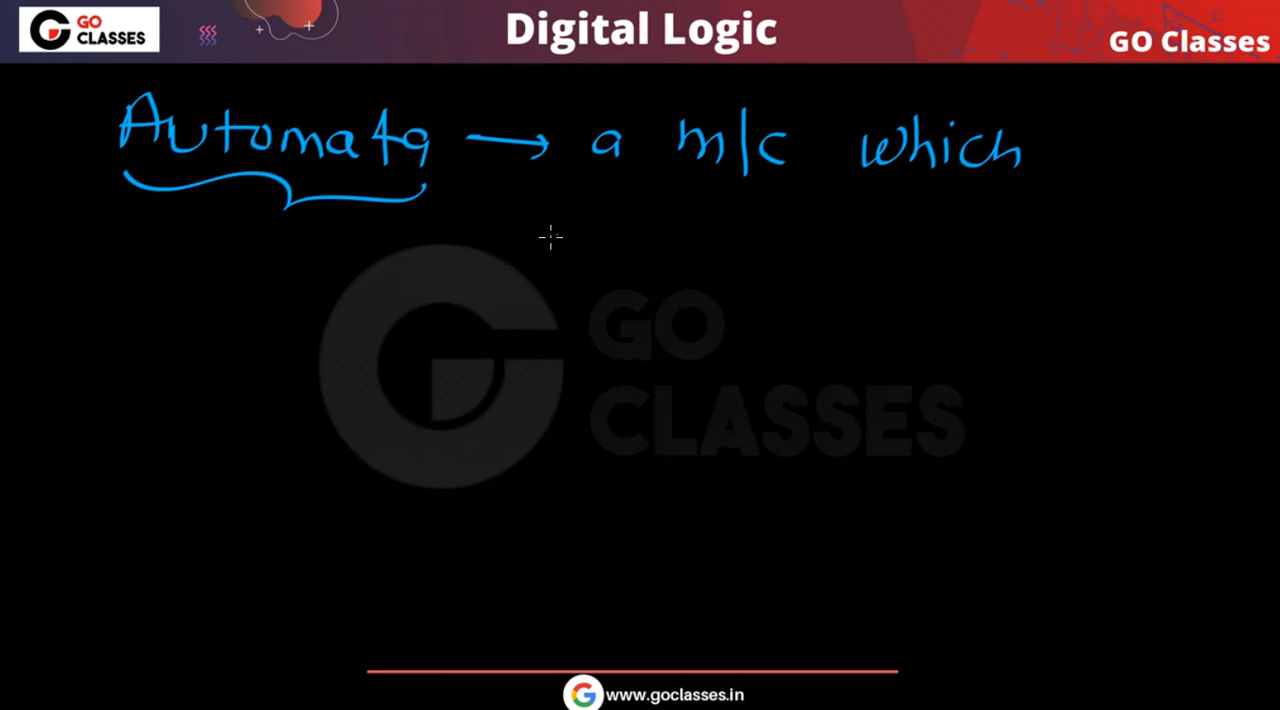 GO
CLASSES
Digital Logic
GO Classes
Automata → a m/c which
GO
CLASSES
www.goclasses.in